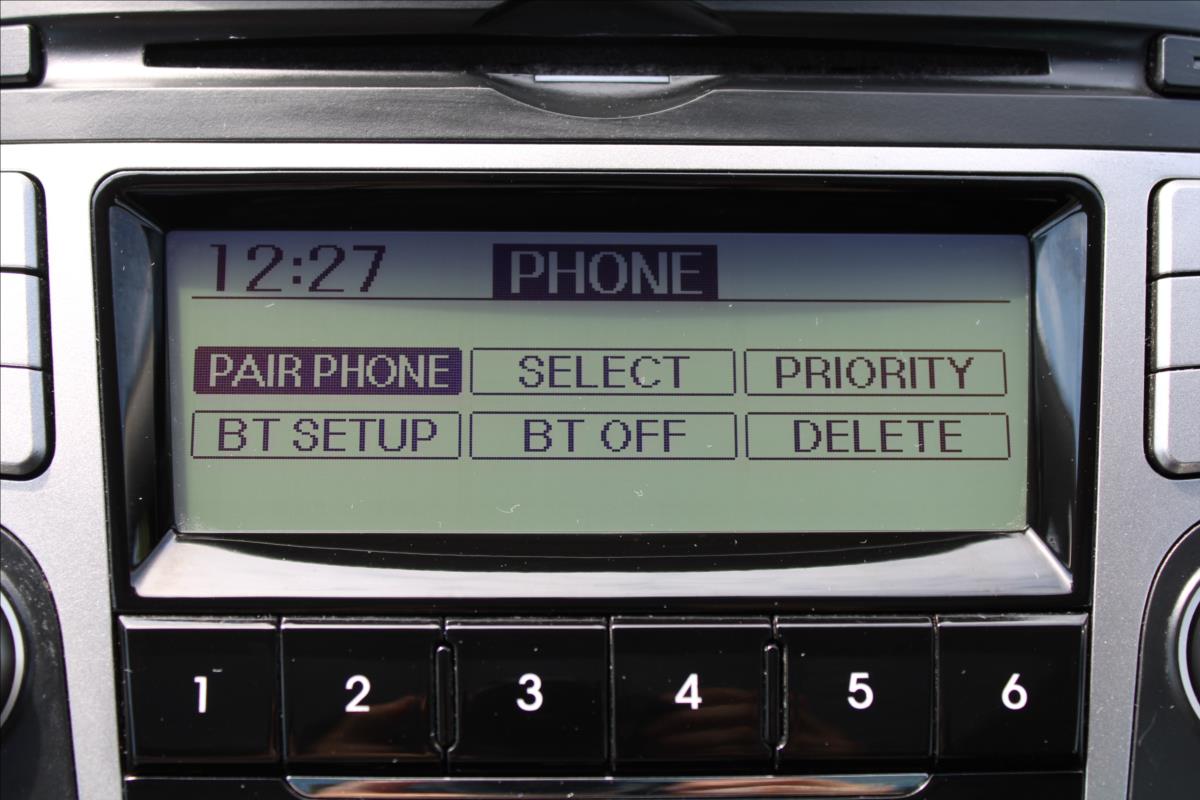 12:27 PHONE
PAIR PHONE SELECT PRIORITY
BT SETUP BT OFF DELETE
1 2 3 4 5 6